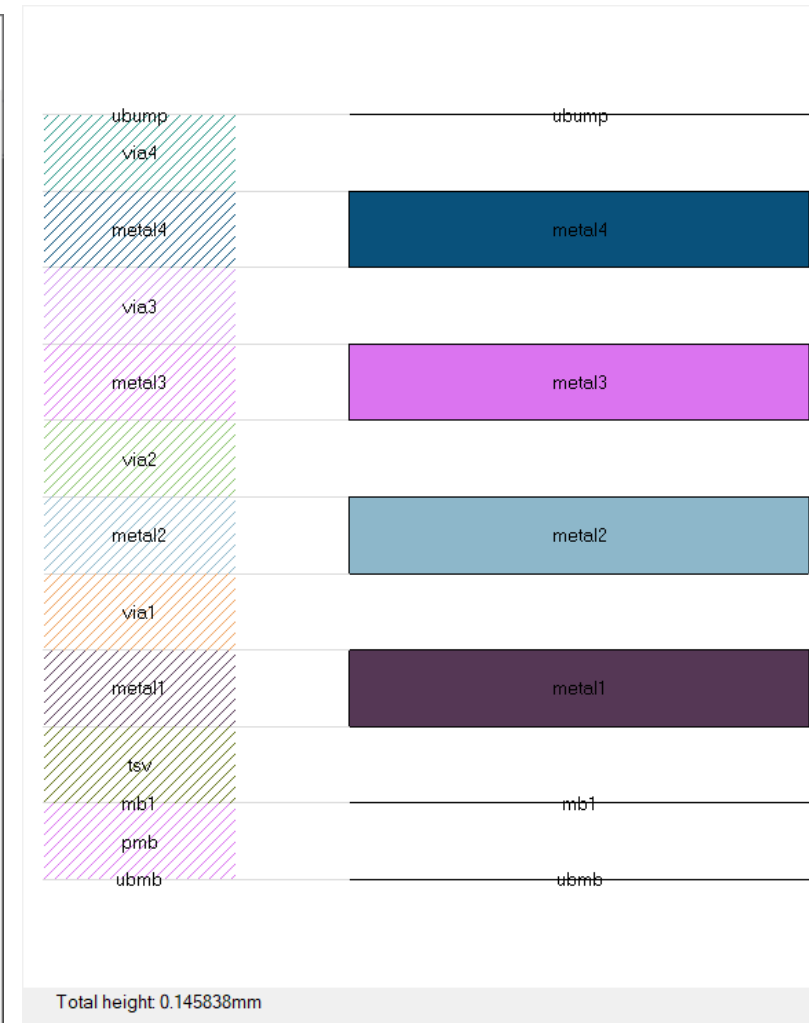 ubump ubump
via4
metal4 metal4
via3
metal3 metal3
via2
metal2 metal2
via1
metal1 metal1
tsv
mb1 mb1
pmb
ubmb ubmb
Total height: 0.145838mm